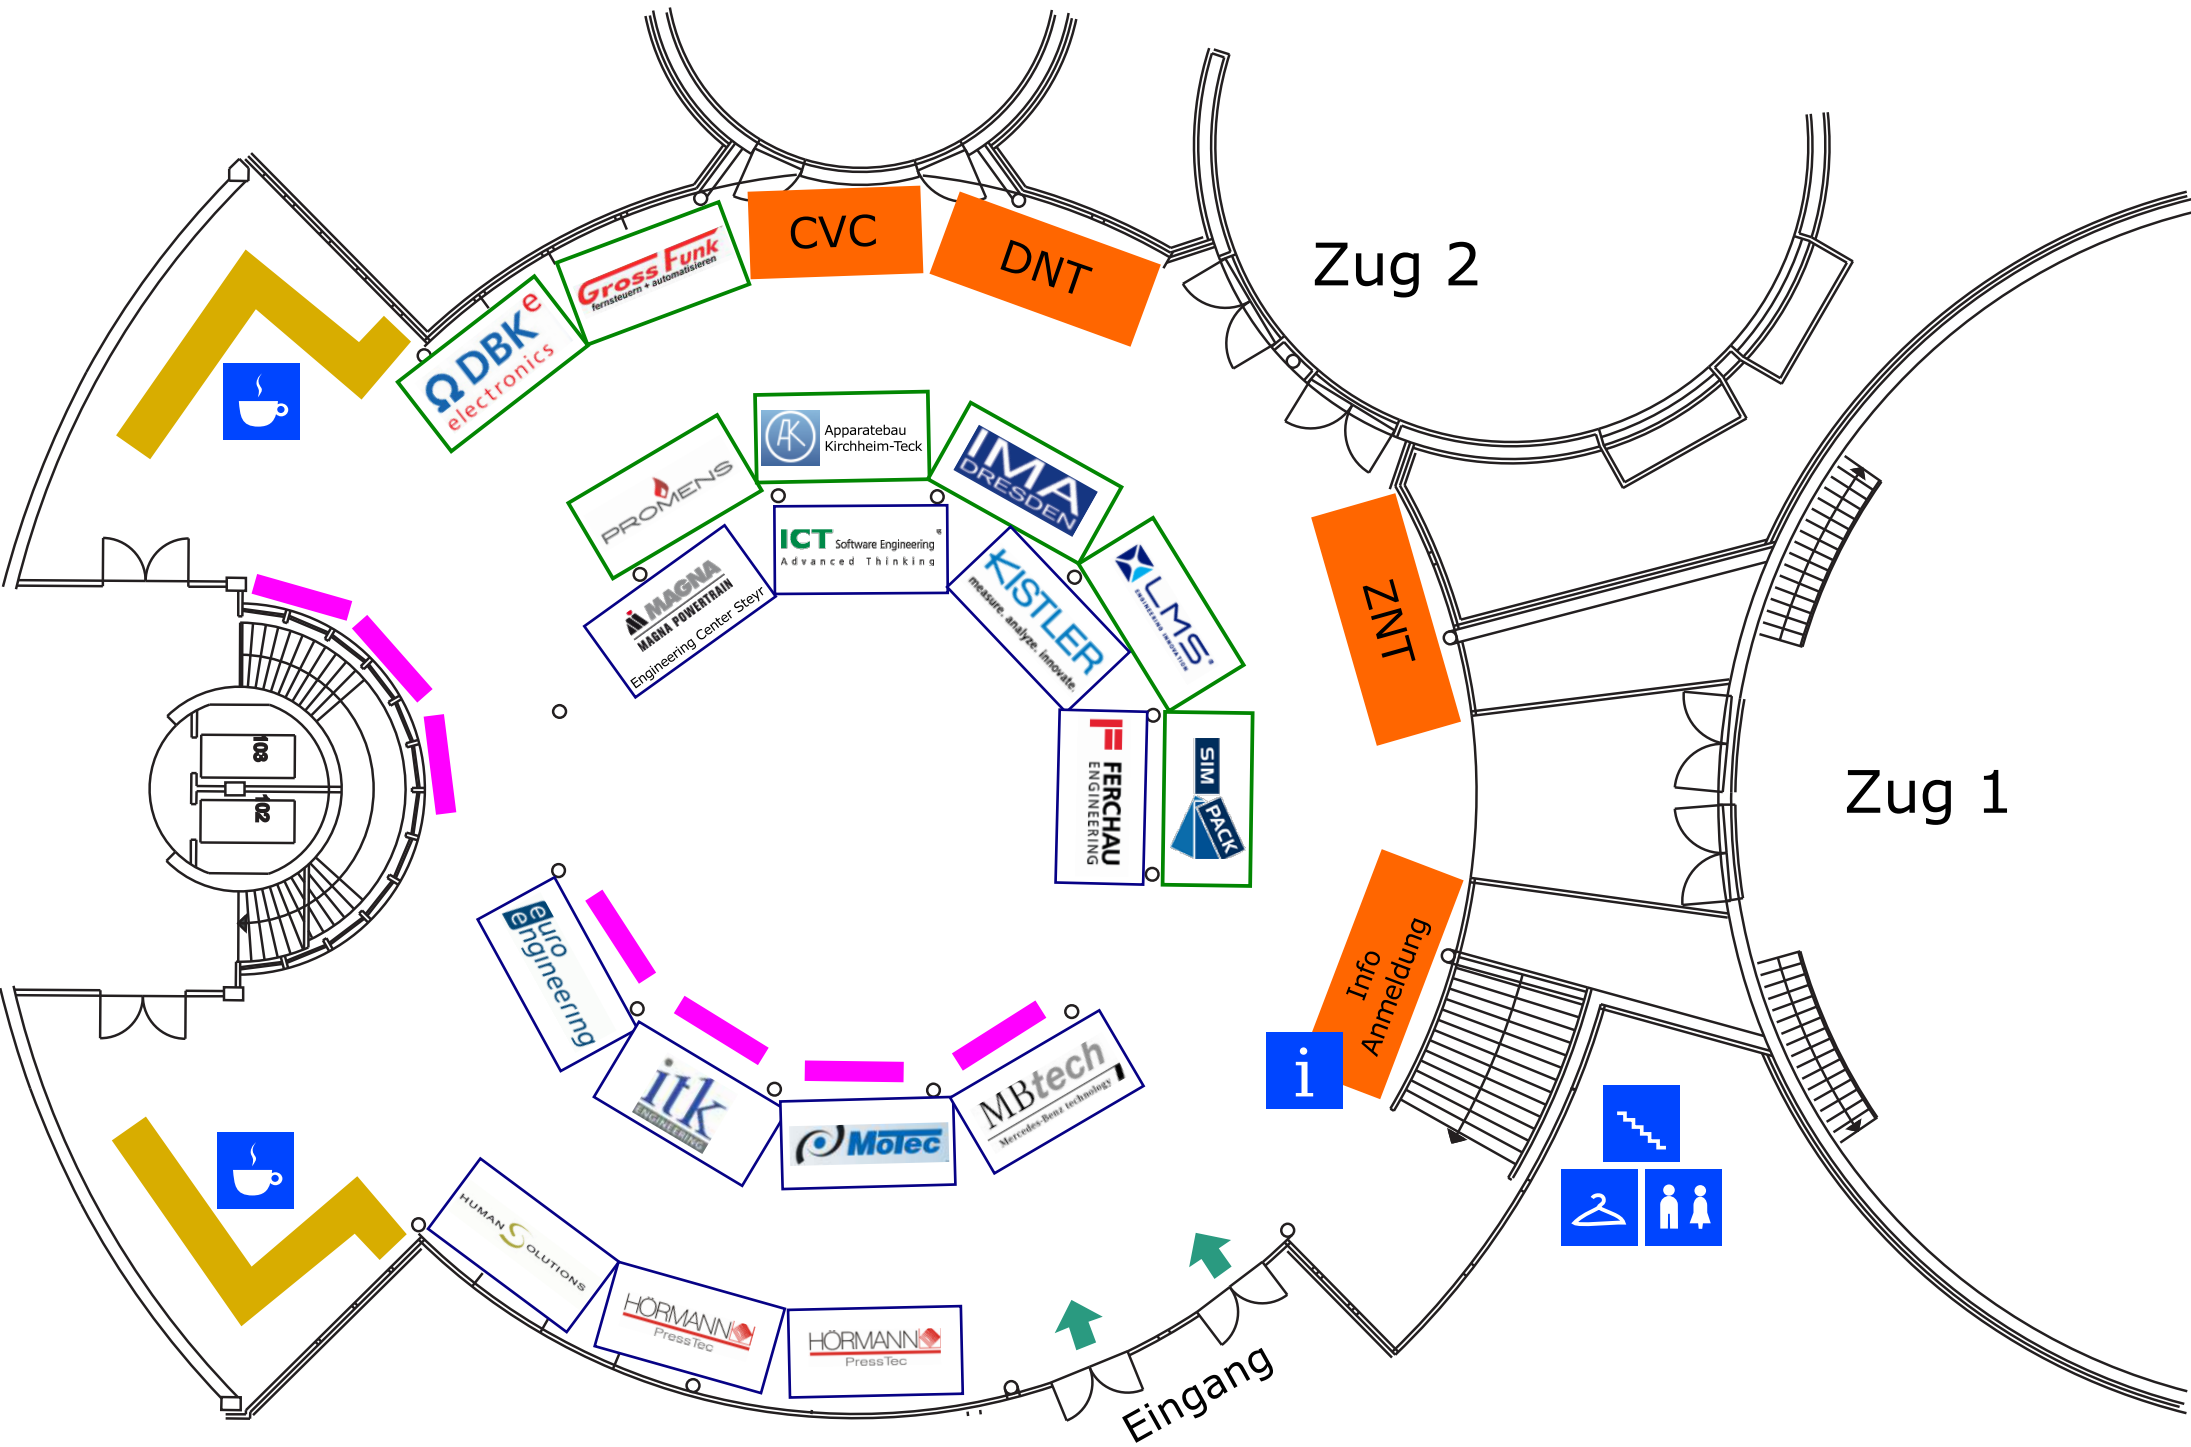 CVC
DNT
Zug 2
GROSS FUNK
fernsteuern + automatisieren
DBK e
electronics
Apparatebau
Kirchheim-Teck
AK
IMA
DRESDEN
PROMENS
ICT Software Engineering
Advanced Thinking
KISTLER
measure. analyze. innovate.
LMS
ENGINEERING INNOVATION
MAGNA
MAGNA POWERTRAIN
Engineering Center Steyr
ZNT
103
102
FERCHAU
ENGINEERING
SIM
PACK
Zug 1
Info
Anmeldung
i
euro
engineering
itk
ENGINEERING
MoTec
MBtech
Mercedes-Benz technology
HUMAN SOLUTIONS
HÖRMANN
PressTec
HÖRMANN
PressTec
Eingang